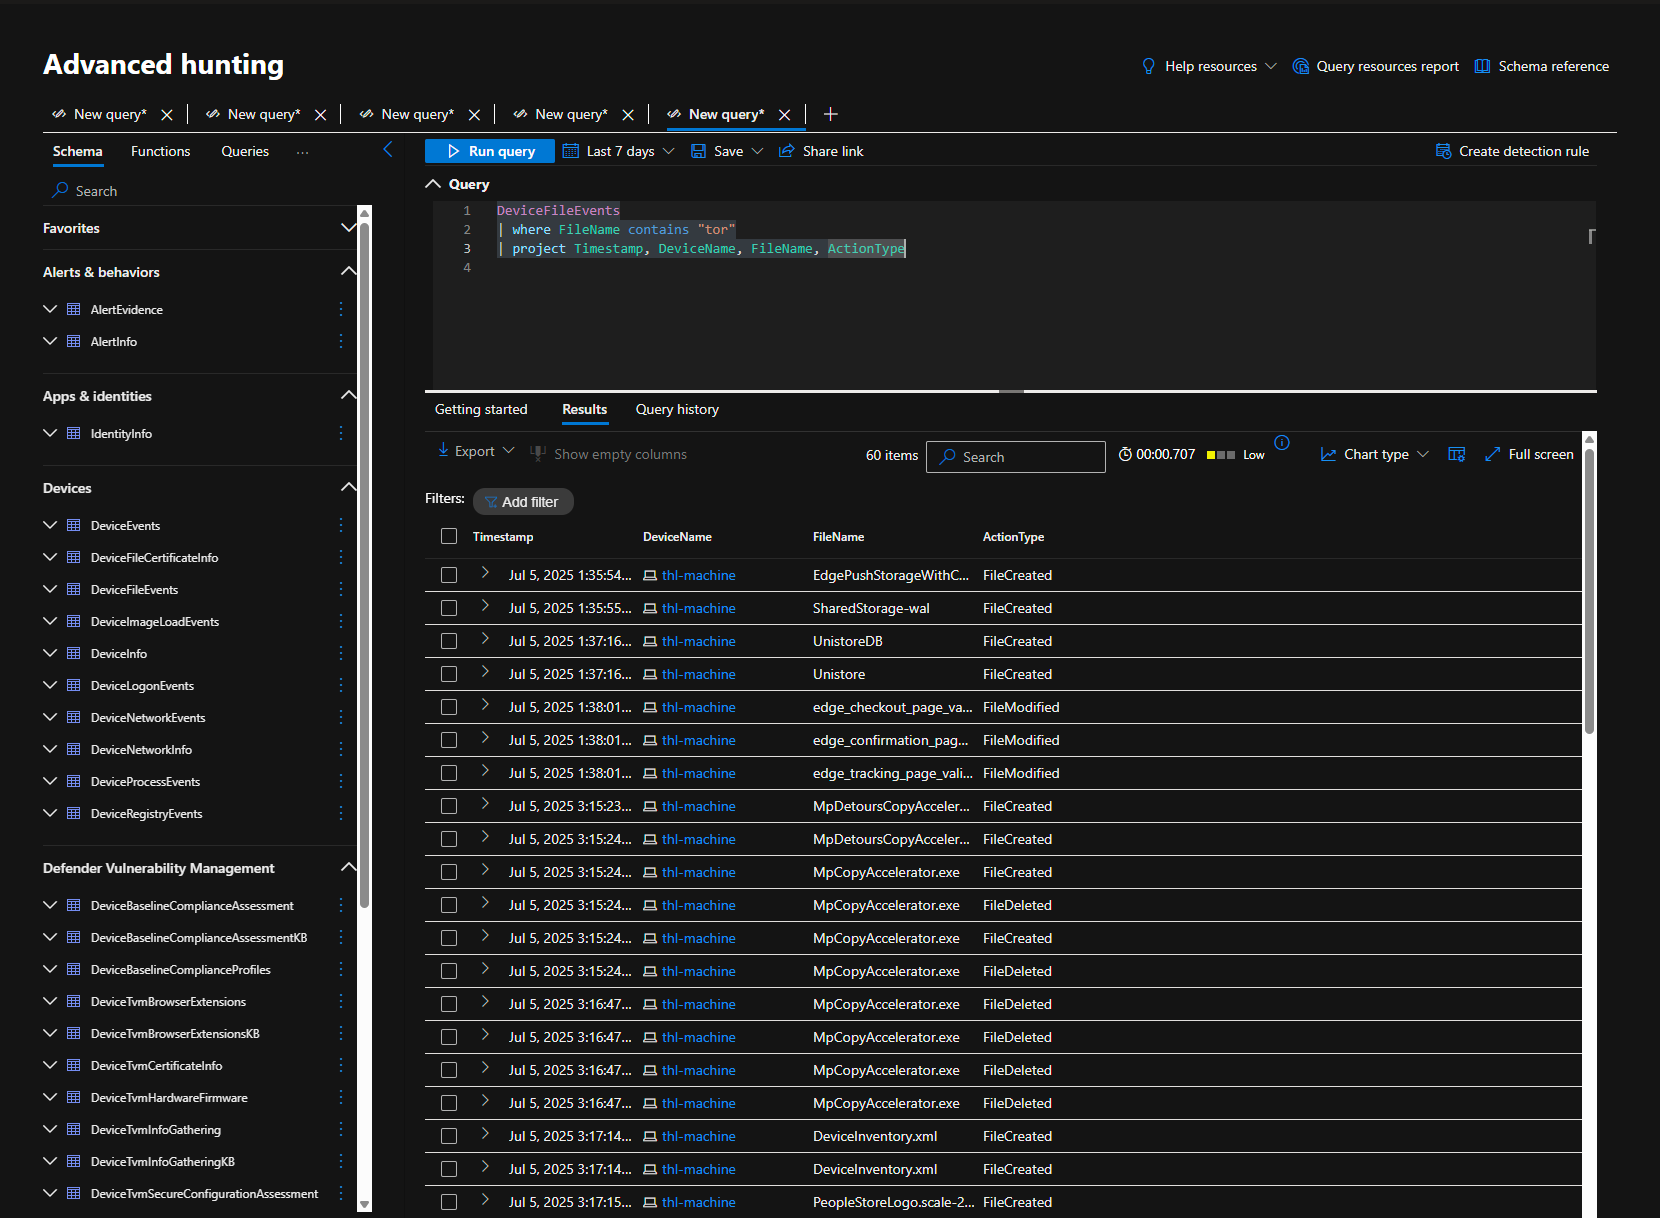 Advanced hunting
Help resources
Query resources report
Schema reference
New query*
New query*
New query*
New query*
New query*
Schema
Functions
Queries
...
Run query
Last 7 days
Save
Share link
Create detection rule
Search
Favorites
Alerts & behaviors
AlertEvidence
AlertInfo
Apps & identities
IdentityInfo
Devices
DeviceEvents
DeviceFileCertificateInfo
DeviceFileEvents
DeviceImageLoadEvents
DeviceInfo
DeviceLogonEvents
DeviceNetworkEvents
DeviceNetworkInfo
DeviceProcessEvents
DeviceRegistryEvents
Defender Vulnerability Management
DeviceBaselineComplianceAssessment
DeviceBaselineComplianceAssessmentKB
DeviceBaselineComplianceProfiles
DeviceTvmBrowserExtensions
DeviceTvmBrowserExtensionsKB
DeviceTvmCertificateInfo
DeviceTvmHardwareFirmware
DeviceTvmInfoGathering
DeviceTvmInfoGatheringKB
DeviceTvmSecureConfigurationAssessment
Query
1 DeviceFileEvents
2 | where FileName contains "tor"
3 | project Timestamp, DeviceName, FileName, ActionType
4
Getting started
Results
Query history
Export
Show empty columns
60 items
Search
00:00.707
Low
Chart type
Full screen
Filters:
Add filter
Timestamp DeviceName FileName ActionType
Jul 5, 2025 1:35:54... thl-machine EdgePushStorageWithC... FileCreated
Jul 5, 2025 1:35:55... thl-machine SharedStorage-wal FileCreated
Jul 5, 2025 1:37:16... thl-machine UnistoreDB FileCreated
Jul 5, 2025 1:37:16... thl-machine Unistore FileCreated
Jul 5, 2025 1:38:01... thl-machine edge_checkout_page_va... FileModified
Jul 5, 2025 1:38:01... thl-machine edge_confirmation_pag... FileModified
Jul 5, 2025 1:38:01... thl-machine edge_tracking_page_vali... FileModified
Jul 5, 2025 3:15:23... thl-machine MpDetoursCopyAcceler... FileCreated
Jul 5, 2025 3:15:24... thl-machine MpDetoursCopyAcceler... FileCreated
Jul 5, 2025 3:15:24... thl-machine MpCopyAccelerator.exe FileCreated
Jul 5, 2025 3:15:24... thl-machine MpCopyAccelerator.exe FileDeleted
Jul 5, 2025 3:15:24... thl-machine MpCopyAccelerator.exe FileCreated
Jul 5, 2025 3:15:24... thl-machine MpCopyAccelerator.exe FileDeleted
Jul 5, 2025 3:16:47... thl-machine MpCopyAccelerator.exe FileDeleted
Jul 5, 2025 3:16:47... thl-machine MpCopyAccelerator.exe FileDeleted
Jul 5, 2025 3:16:47... thl-machine MpCopyAccelerator.exe FileDeleted
Jul 5, 2025 3:16:47... thl-machine MpCopyAccelerator.exe FileDeleted
Jul 5, 2025 3:17:14... thl-machine DeviceInventory.xml FileCreated
Jul 5, 2025 3:17:14... thl-machine DeviceInventory.xml FileCreated
Jul 5, 2025 3:17:15... thl-machine PeopleStoreLogo.scale-2... FileCreated